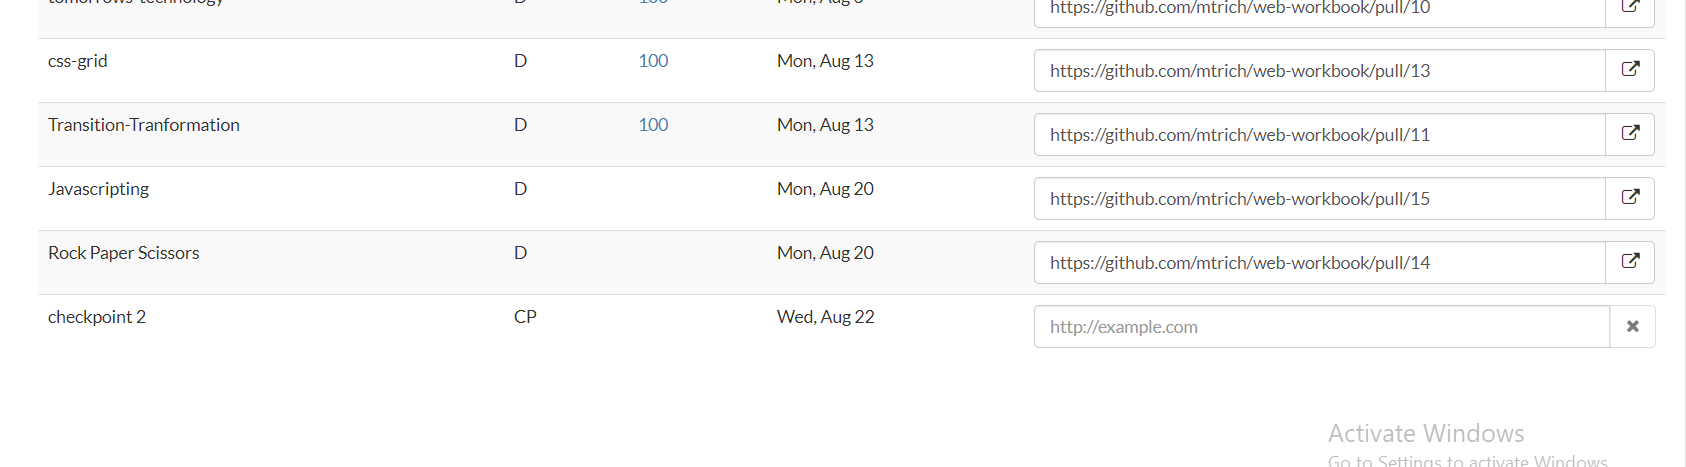 tomorrows-technology D 100 Mon, Aug 6 https://github.com/mtrich/web-workbook/pull/10
css-grid D 100 Mon, Aug 13 https://github.com/mtrich/web-workbook/pull/13
Transition-Tranformation D 100 Mon, Aug 13 https://github.com/mtrich/web-workbook/pull/11
Javascripting D Mon, Aug 20 https://github.com/mtrich/web-workbook/pull/15
Rock Paper Scissors D Mon, Aug 20 https://github.com/mtrich/web-workbook/pull/14
checkpoint 2 CP Wed, Aug 22 http://example.com
Activate Windows
Go to Settings to activate Windows